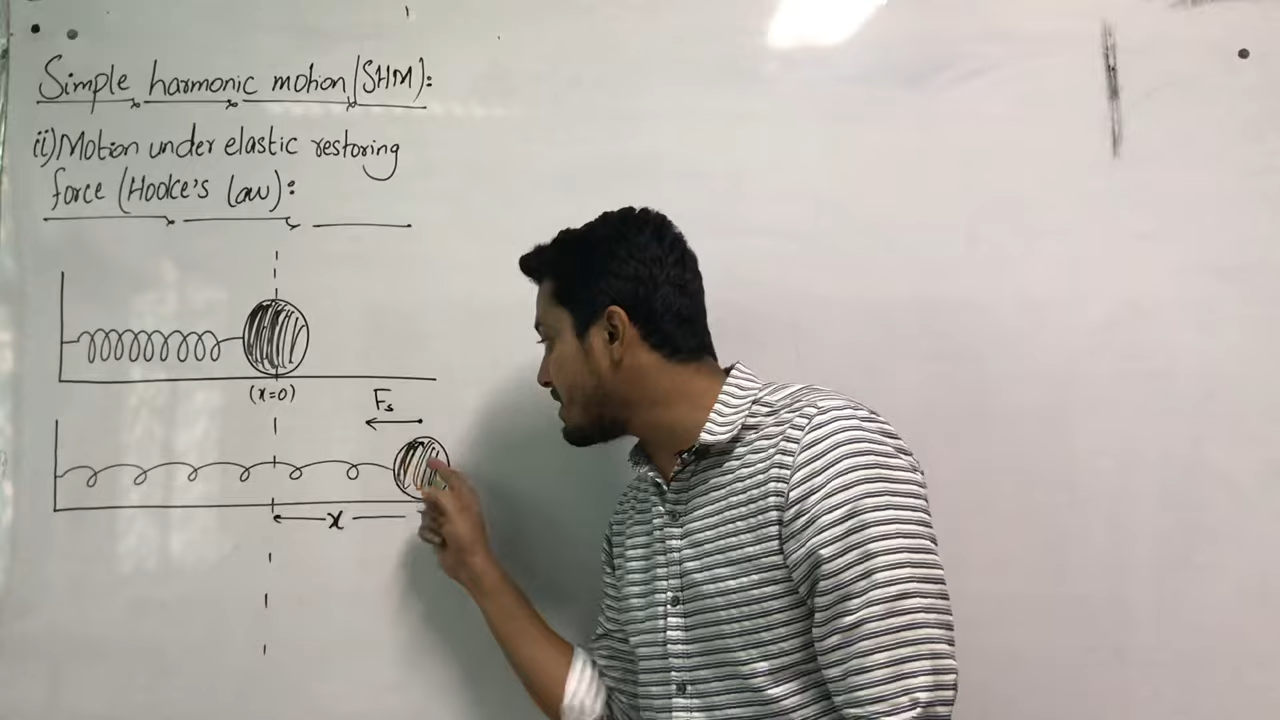 Simple harmonic motion (SHM):
ii) Motion under elastic restoring
force (Hooke's law):
(x=0)
Fs
x